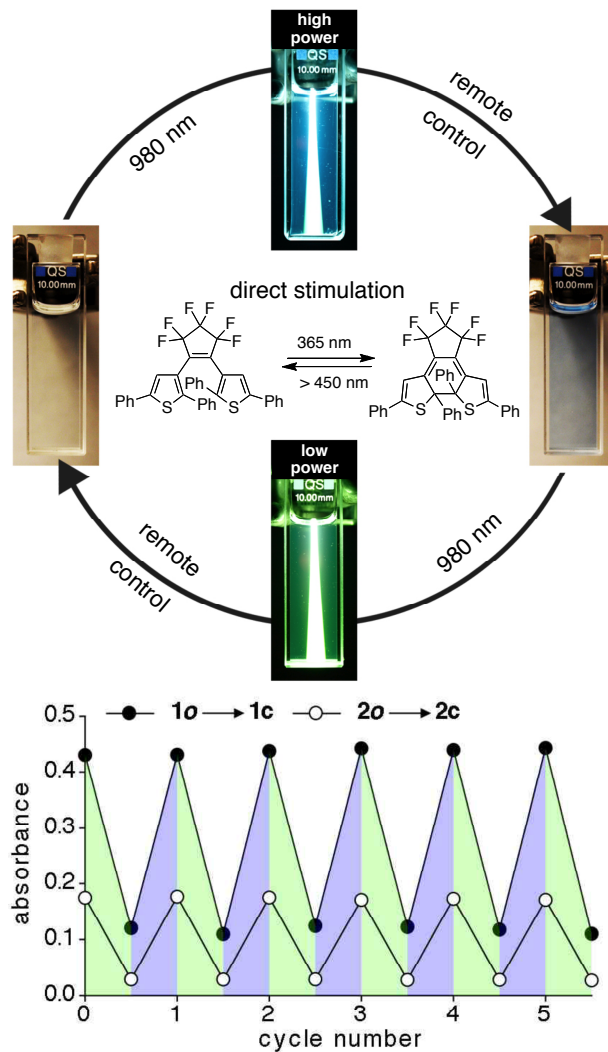 high
power
QS
10.00mm
980 nm
remote
control
QS
10.00mm
QS
10.00mm
direct stimulation
F F F F F F
365 nm
> 450 nm
F F F F F F
Ph S Ph
Ph S Ph
Ph
Ph
Ph S S Ph
low
power
QS
10.00mm
remote
control
980 nm
1o → 1c 2o → 2c
absorbance
0.5
0.4
0.3
0.2
0.1
0.0
0 1 2 3 4 5
cycle number